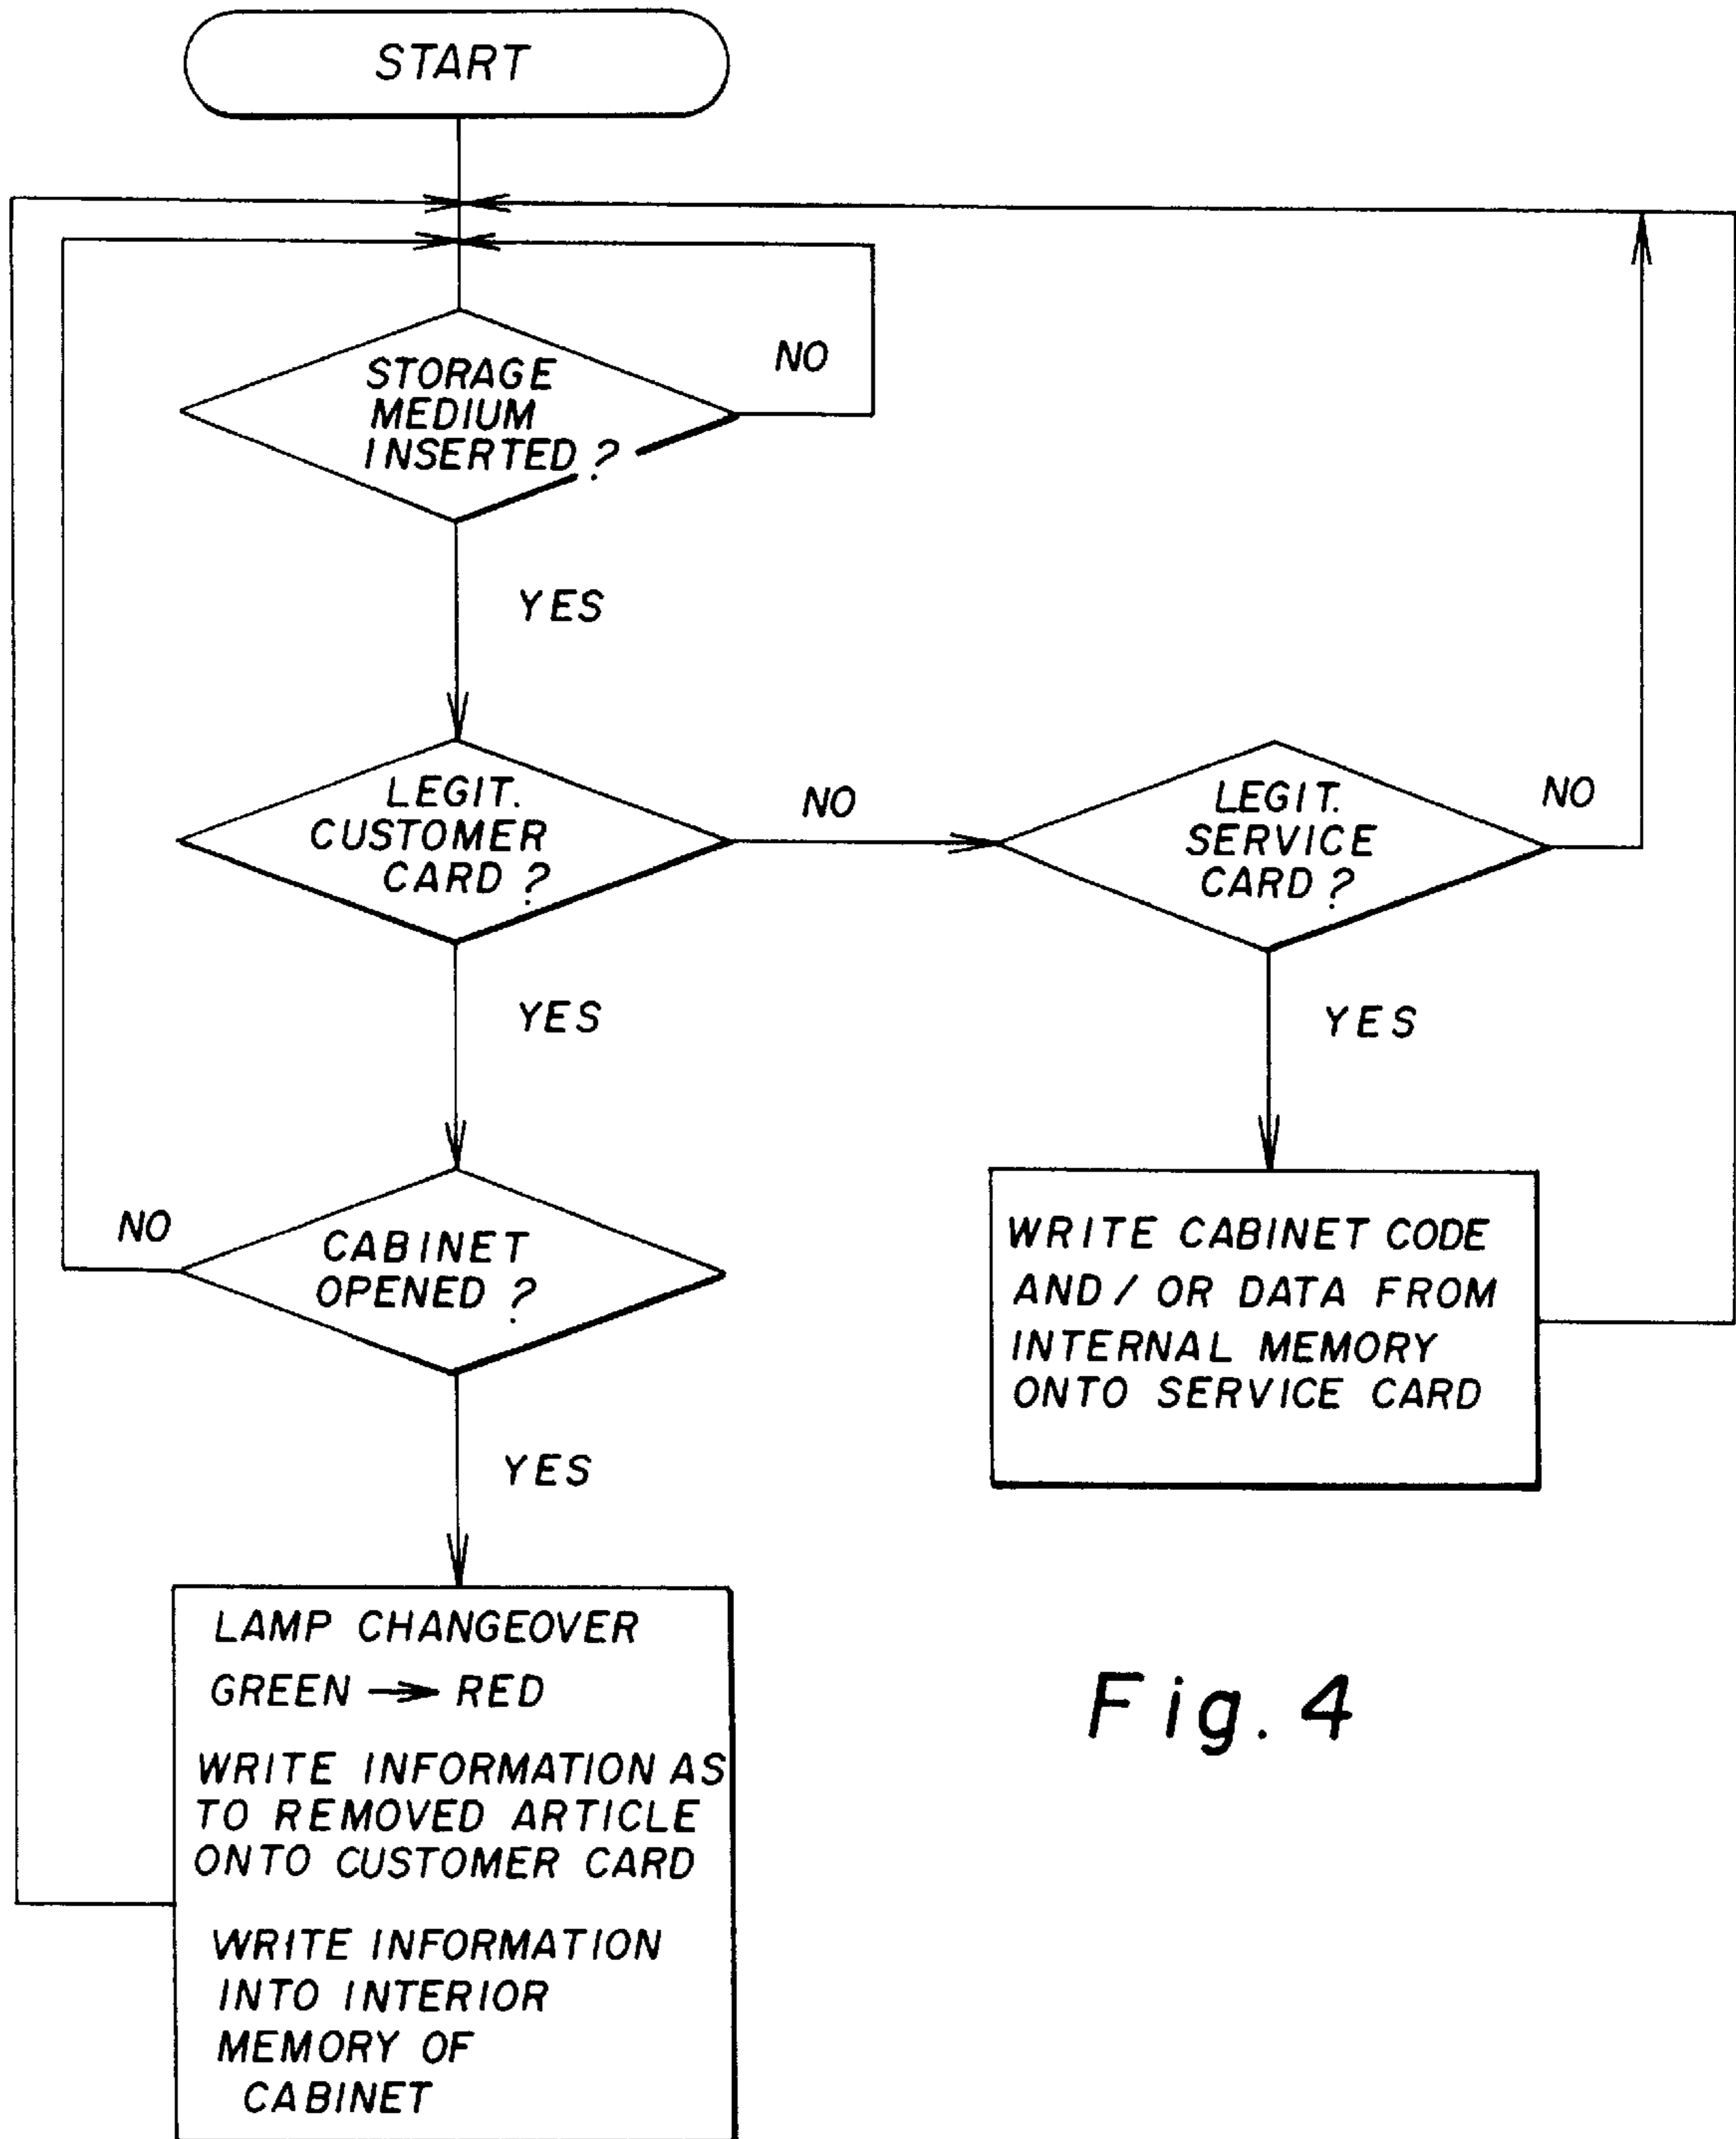 START
STORAGE
MEDIUM
INSERTED ?
NO
YES
LEGIT.
CUSTOMER
CARD ?
NO
LEGIT.
SERVICE
CARD ?
NO
YES
YES
CABINET
OPENED ?
NO
YES
WRITE CABINET CODE
AND / OR DATA FROM
INTERNAL MEMORY
ONTO SERVICE CARD
LAMP CHANGEOVER
GREEN → RED
WRITE INFORMATION AS
TO REMOVED ARTICLE
ONTO CUSTOMER CARD
WRITE INFORMATION
INTO INTERIOR
MEMORY OF
CABINET
Fig. 4